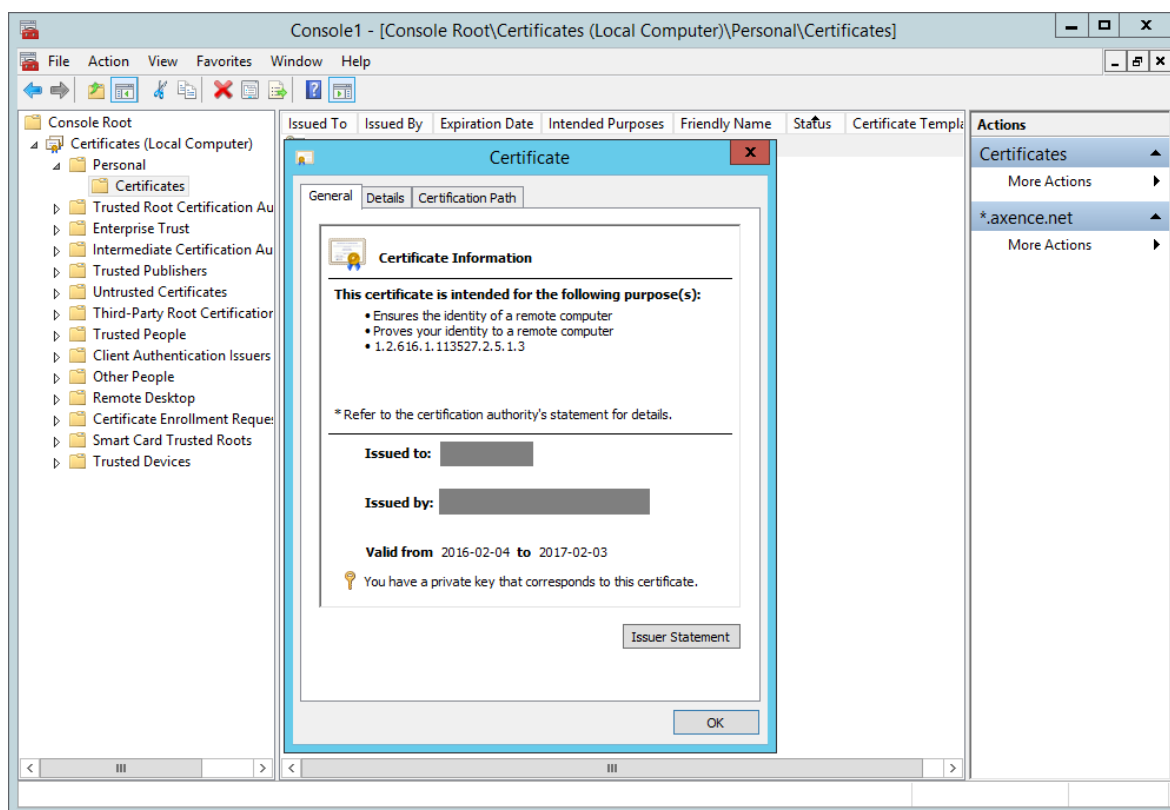 Console1 - [Console Root\Certificates (Local Computer)\Personal\Certificates]
File Action View Favorites Window Help
Console Root
Certificates (Local Computer)
Personal
Certificates
Trusted Root Certification Au
Enterprise Trust
Intermediate Certification Au
Trusted Publishers
Untrusted Certificates
Third-Party Root Certification
Trusted People
Client Authentication Issuers
Other People
Remote Desktop
Certificate Enrollment Reques
Smart Card Trusted Roots
Trusted Devices
Issued To Issued By Expiration Date Intended Purposes Friendly Name Status Certificate Templa
Certificate
General Details Certification Path
Certificate Information
This certificate is intended for the following purpose(s):
• Ensures the identity of a remote computer
• Proves your identity to a remote computer
• 1.2.616.1.113527.2.5.1.3
* Refer to the certification authority's statement for details.
Issued to:
Issued by:
Valid from 2016-02-04 to 2017-02-03
You have a private key that corresponds to this certificate.
Issuer Statement
OK
Actions
Certificates
More Actions
*.axence.net
More Actions